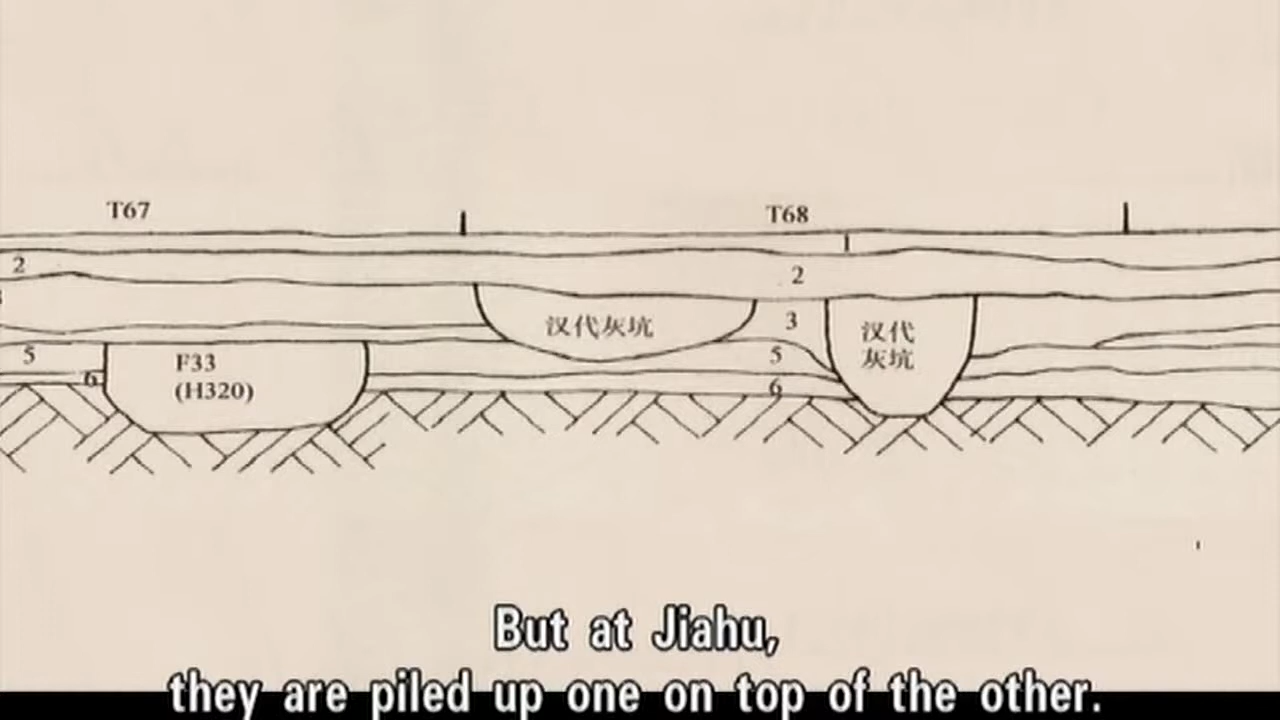 T67
T68
2
2
3
汉代灰坑
汉代
灰坑
5
F33
(H320)
5
6
6
But at Jiahu,
they are piled up one on top of the other.